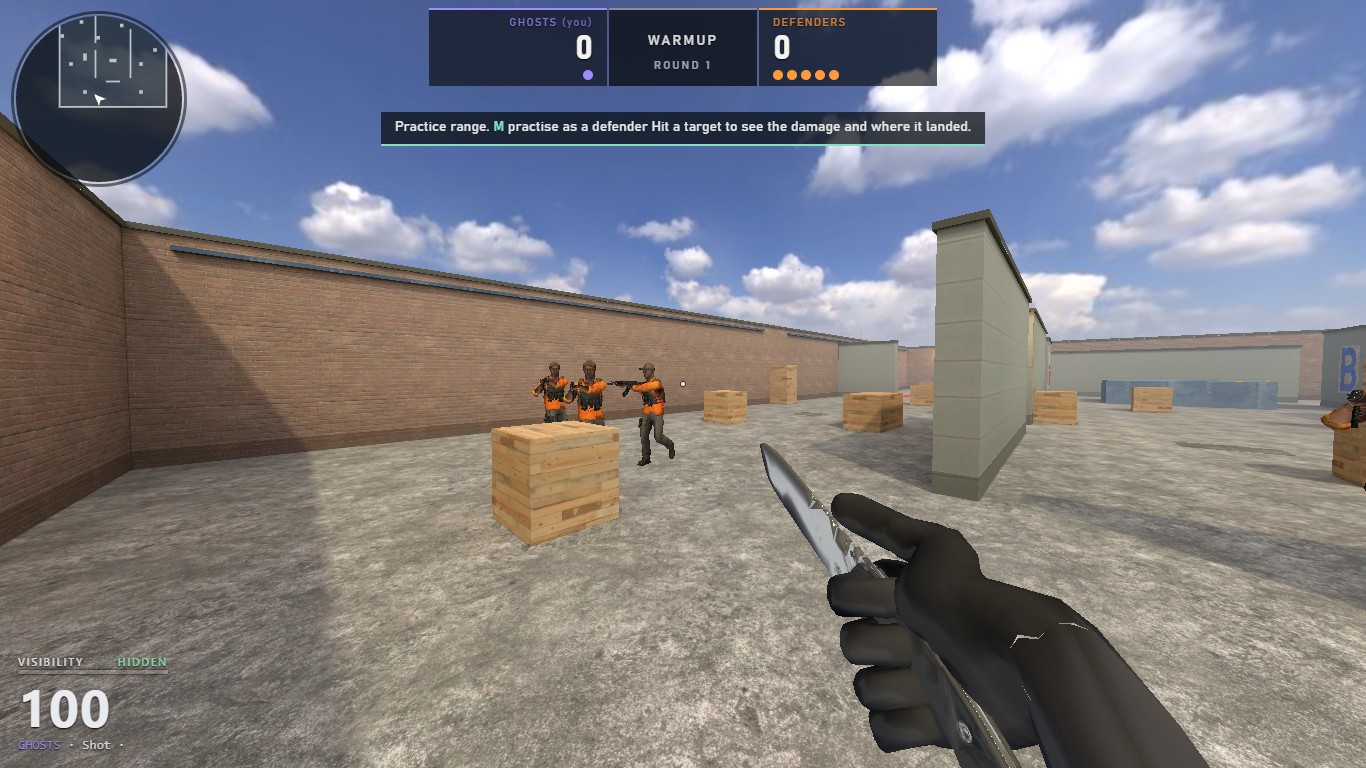 GHOSTS (you)
0
WARMUP
ROUND 1
DEFENDERS
0
Practice range. M practise as a defender Hit a target to see the damage and where it landed.
B
VISIBILITY HIDDEN
100
GHOSTS · Shot ·